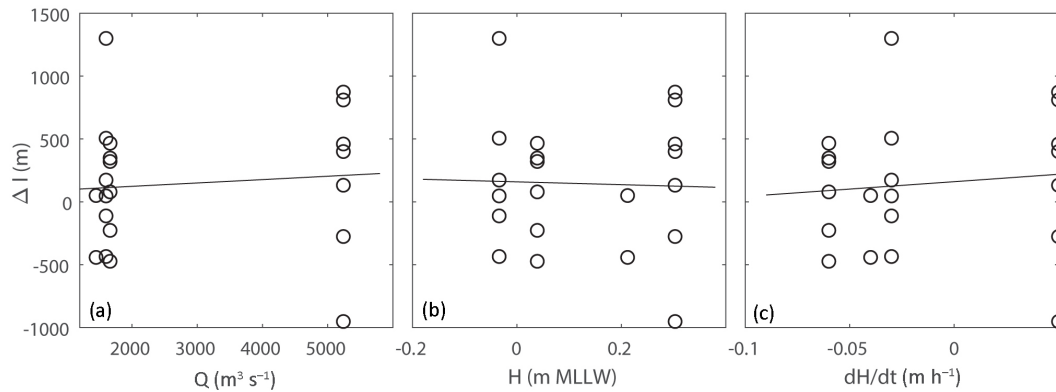 1500
1000
500
0
-500
-1000
Δ l (m)
(a)
(b)
(c)
2000 3000 4000 5000
-0.2 0 0.2
-0.1 -0.05 0
Q (m³ s⁻¹)
H (m MLLW)
dH/dt (m h⁻¹)